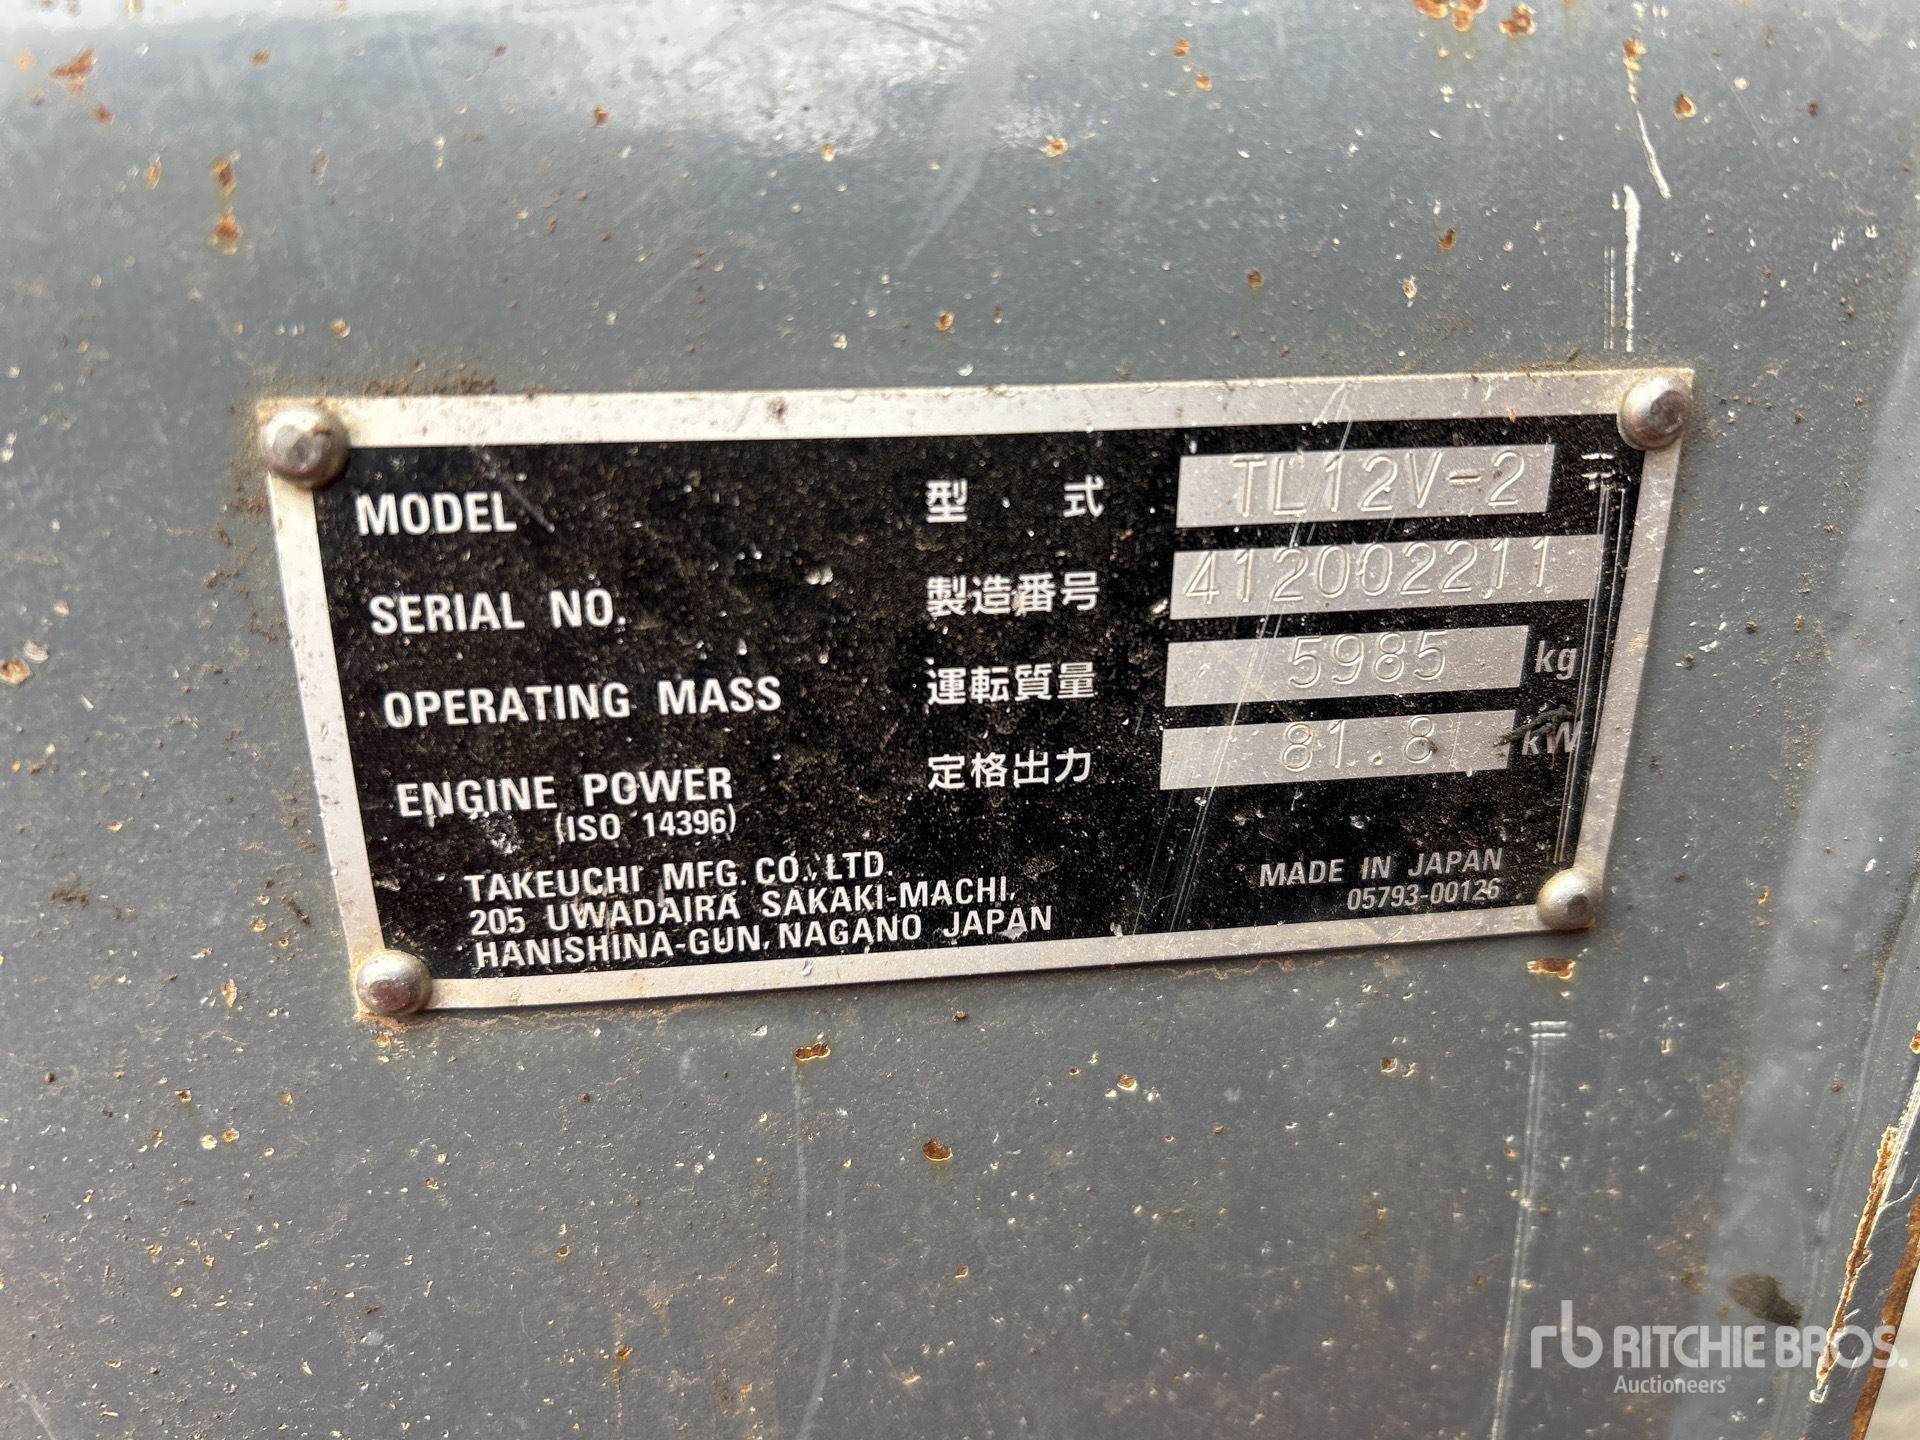 MODEL 型 式 TL12V-2
SERIAL NO. 製造番号 412002211
OPERATING MASS 運転質量 5985 kg
ENGINE POWER 定格出力 81.8 kW
(ISO 14396)
TAKEUCHI MFG. CO., LTD.
205 UWADAIRA SAKAKI-MACHI,
HANISHINA-GUN, NAGANO JAPAN
MADE IN JAPAN
05793-00126
rb RITCHIE BROS.
Auctioneers